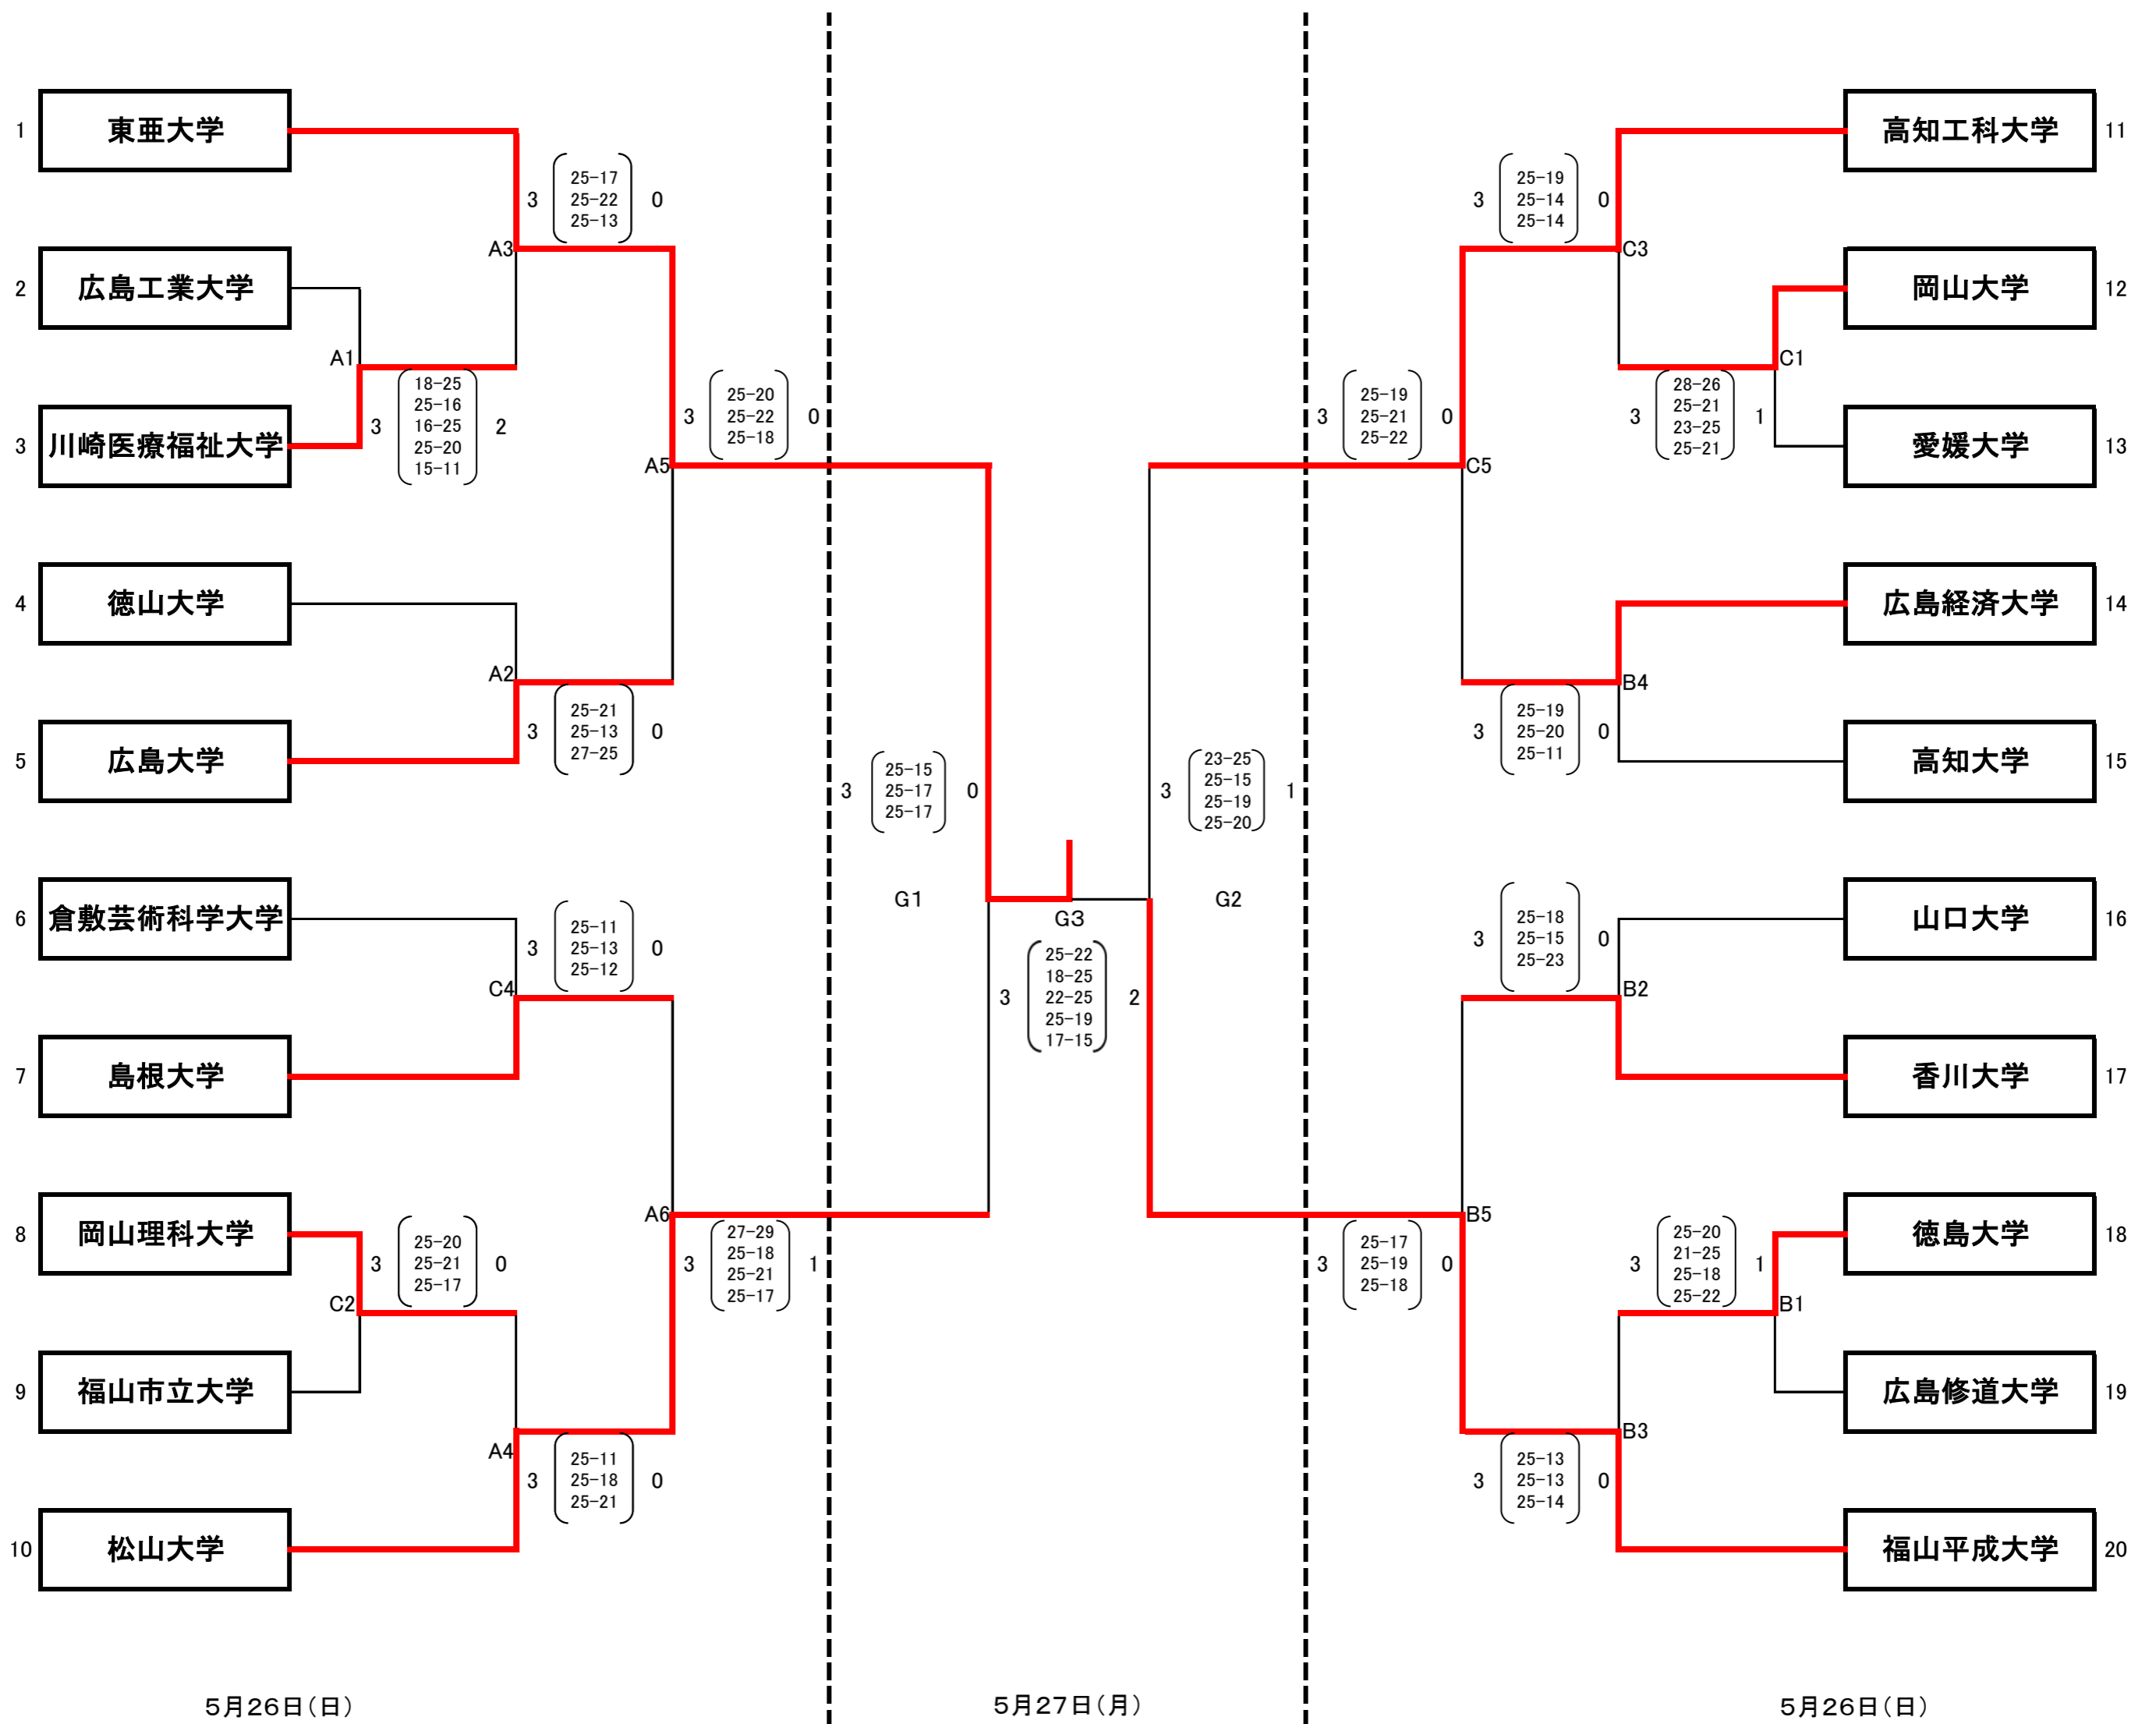 1 東亜大学
2 広島工業大学
3 川崎医療福祉大学
4 徳山大学
5 広島大学
6 倉敷芸術科学大学
7 島根大学
8 岡山理科大学
9 福山市立大学
10 松山大学
A1
3
18-25
25-16
16-25
25-20
15-11
2
C2
3
25-20
25-21
25-17
0
A3
3
25-17
25-22
25-13
0
A2
3
25-21
25-13
27-25
0
C4
3
25-11
25-13
25-12
0
A4
3
25-11
25-18
25-21
0
A5
3
25-20
25-22
25-18
0
A6
3
27-29
25-18
25-21
25-17
1
G1
3
25-15
25-17
25-17
0
G3
3
25-22
18-25
22-25
25-19
17-15
2
G2
3
23-25
25-15
25-19
25-20
1
C5
3
25-19
25-21
25-22
0
B5
3
25-17
25-19
25-18
0
C3
3
25-19
25-14
25-14
0
B4
3
25-19
25-20
25-11
0
B2
3
25-18
25-15
25-23
0
B3
3
25-13
25-13
25-14
0
C1
3
28-26
25-21
23-25
25-21
1
B1
3
25-20
21-25
25-18
25-22
1
高知工科大学 11
岡山大学 12
愛媛大学 13
広島経済大学 14
高知大学 15
山口大学 16
香川大学 17
徳島大学 18
広島修道大学 19
福山平成大学 20
5月26日(日)
5月27日(月)
5月26日(日)